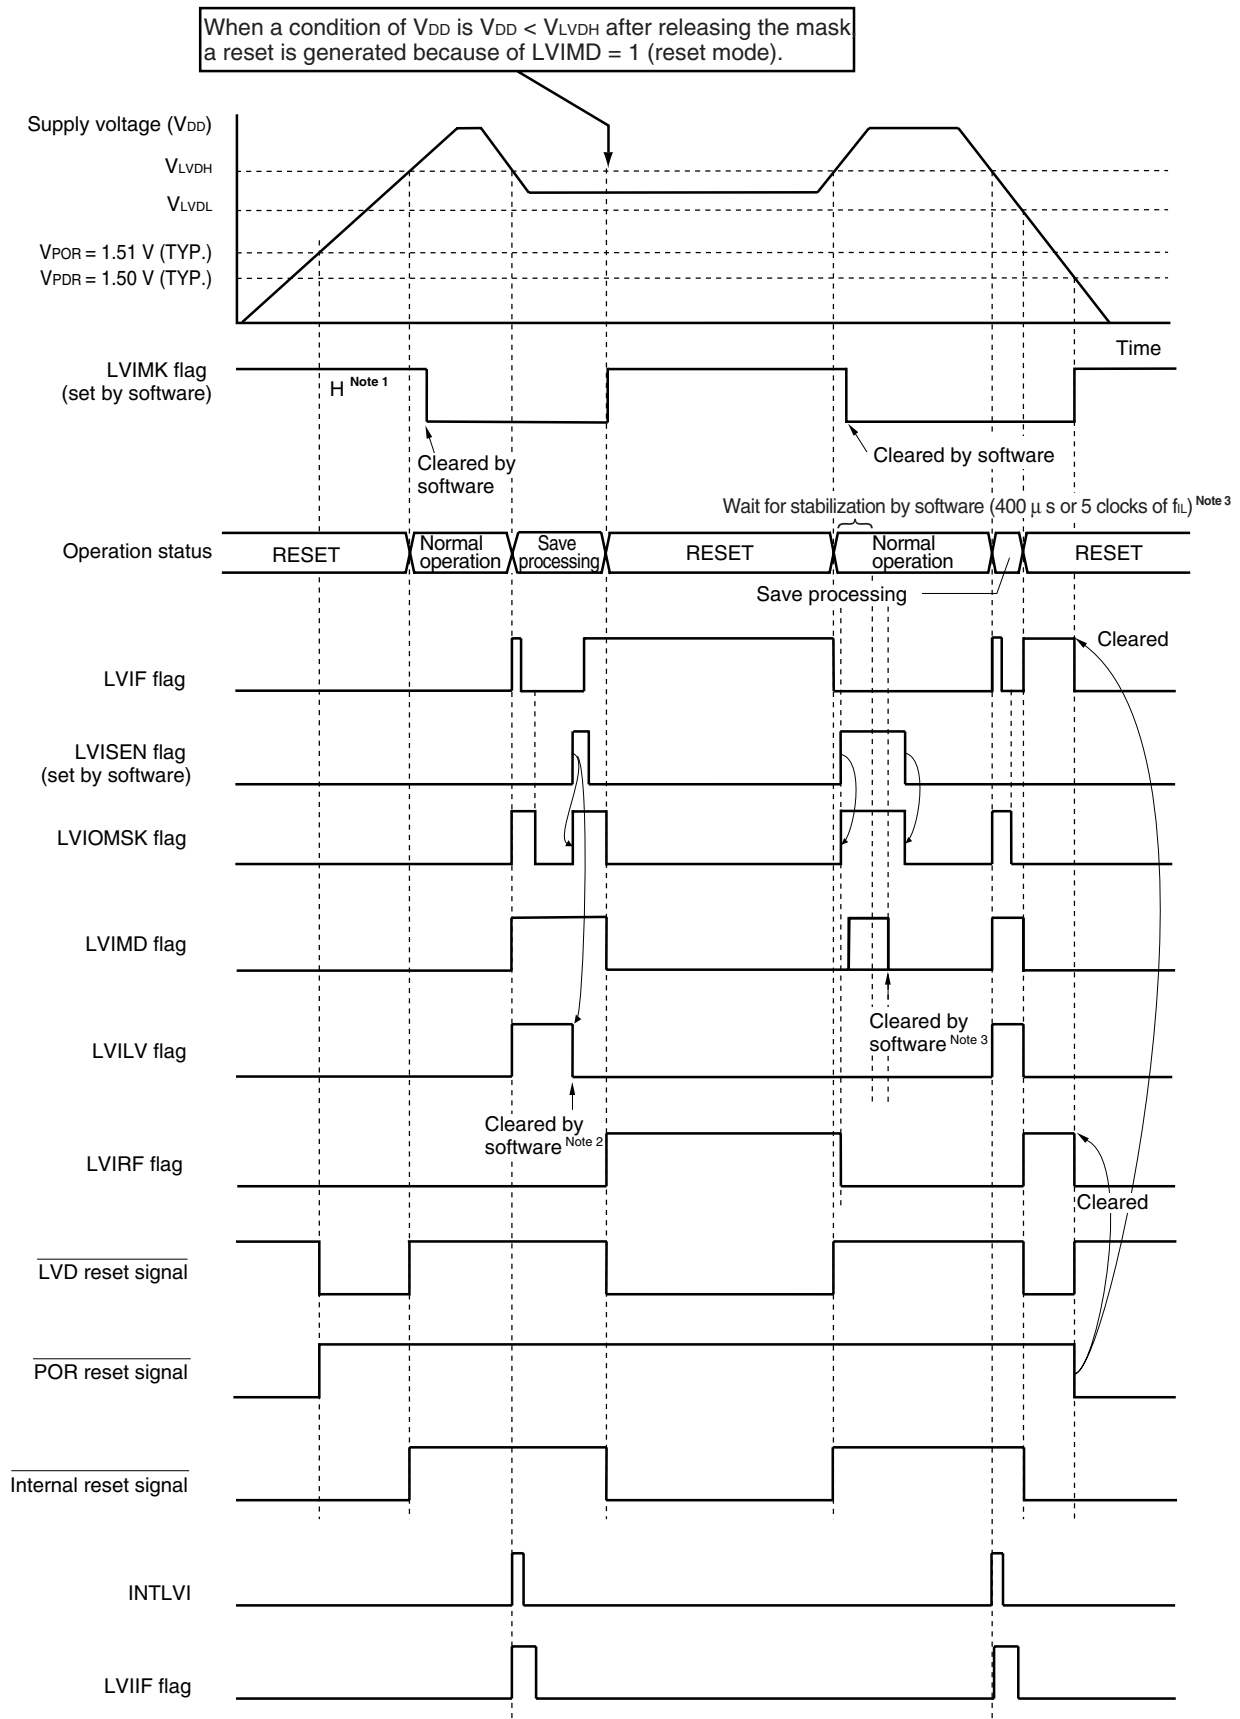 When a condition of VDD is VDD < VLVDH after releasing the mask,
a reset is generated because of LVIMD = 1 (reset mode).
Supply voltage (VDD)
VLVDH
VLVDL
VPOR = 1.51 V (TYP.)
VPDR = 1.50 V (TYP.)
Time
LVIMK flag
(set by software)
H Note 1
Cleared by
software
Cleared by software
Wait for stabilization by software (400 μ s or 5 clocks of fIL) Note 3
Operation status
RESET
Normal
operation
Save
processing
RESET
Normal
operation
RESET
Save processing
LVIF flag
Cleared
LVISEN flag
(set by software)
LVIOMSK flag
LVIMD flag
Cleared by
software Note 3
LVILV flag
Cleared by
software Note 2
LVIRF flag
Cleared
LVD reset signal
POR reset signal
Internal reset signal
INTLVI
LVIIF flag